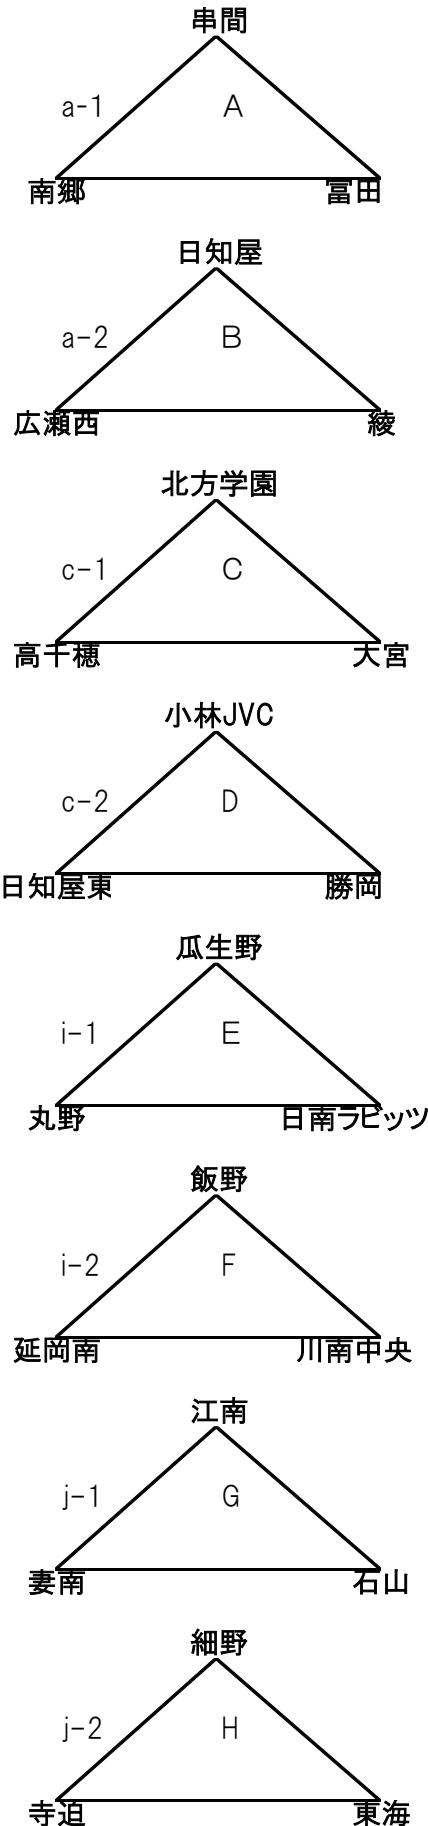 串間
a-1 A
南郷 富田
日知屋
a-2 B
広瀬西 綾
北方学園
c-1 C
高千穂 大宮
小林JVC
c-2 D
日知屋東 勝岡
瓜生野
i-1 E
丸野 日南ラビッツ
飯野
i-2 F
延岡南 川南中央
江南
j-1 G
妻南 石山
細野
j-2 H
寺迫 東海